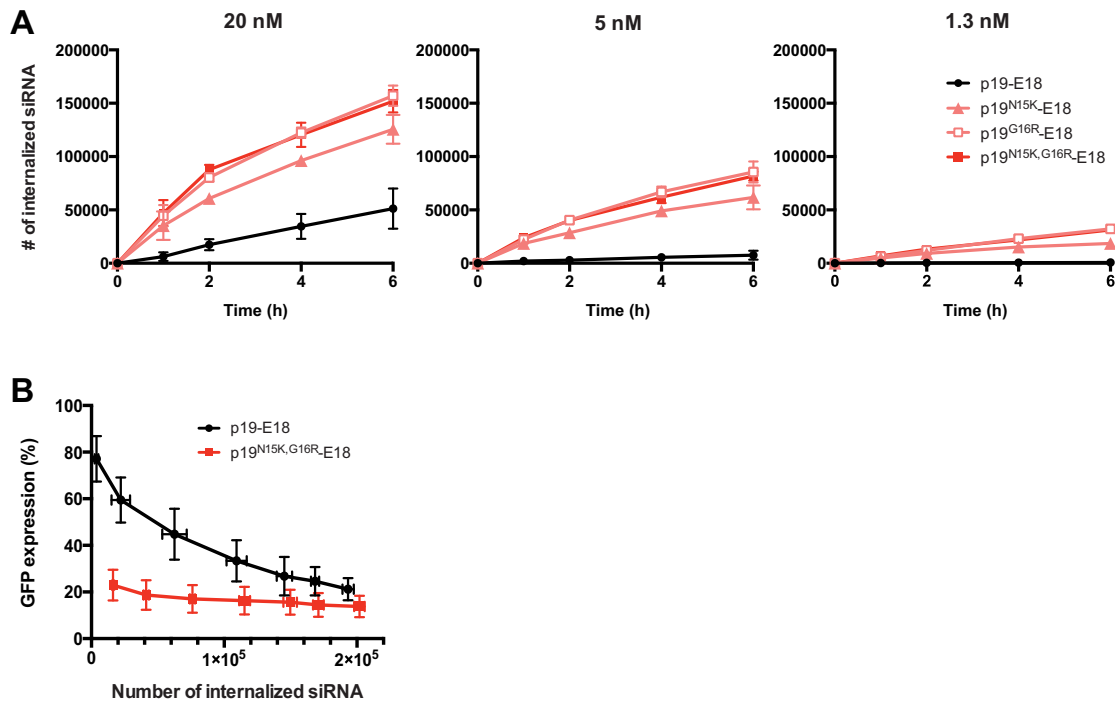 A
20 nM
5 nM
1.3 nM
# of internalized siRNA
200000
150000
100000
50000
0
0 2 4 6
Time (h)
200000
150000
100000
50000
0
0 2 4 6
Time (h)
200000
150000
100000
50000
0
0 2 4 6
Time (h)
p19-E18
p19N15K-E18
p19G16R-E18
p19N15K,G16R-E18
B
GFP expression (%)
100
80
60
40
20
0
0 1×10⁵ 2×10⁵
Number of internalized siRNA
p19-E18
p19N15K,G16R-E18